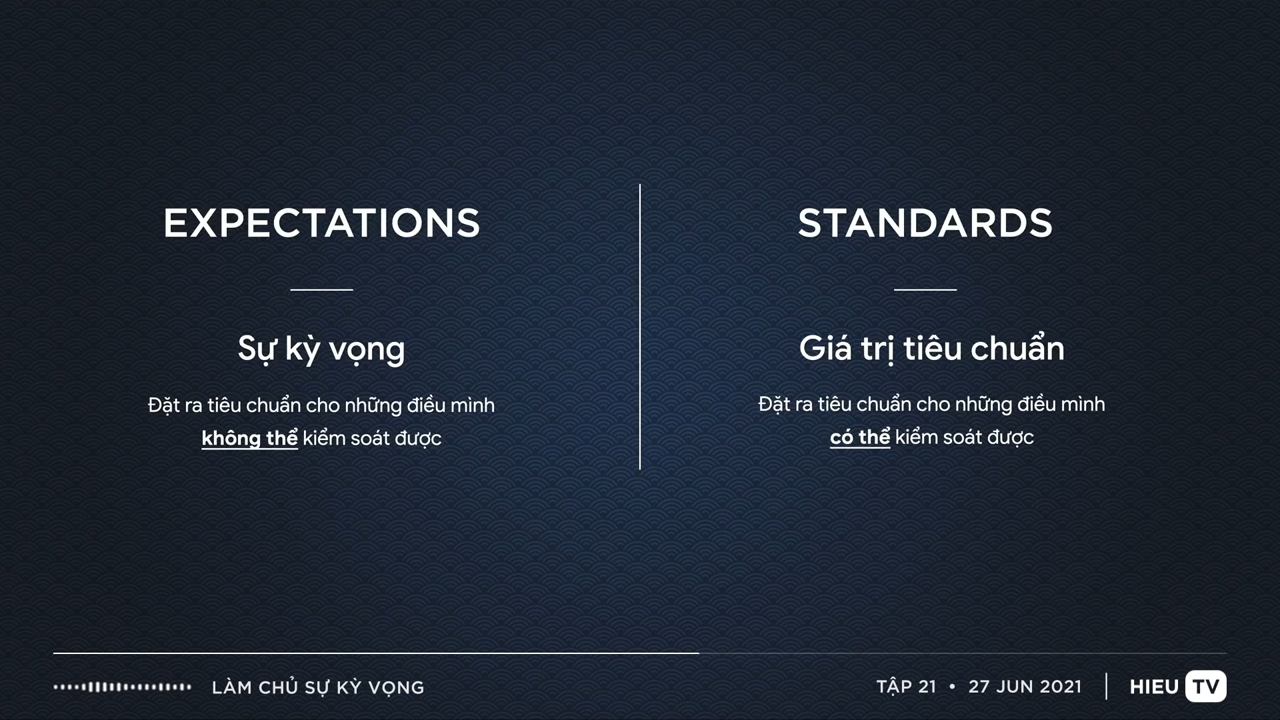 EXPECTATIONS
Sự kỳ vọng
Đặt ra tiêu chuẩn cho những điều mình
không thể kiểm soát được
STANDARDS
Giá trị tiêu chuẩn
Đặt ra tiêu chuẩn cho những điều mình
có thể kiểm soát được
LÀM CHỦ SỰ KỲ VỌNG
TẬP 21 • 27 JUN 2021
HIEU TV